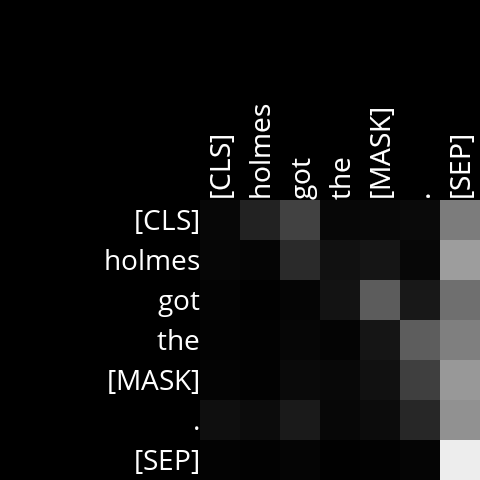 [CLS] holmes got the [MASK] . [SEP]
[CLS]
holmes
got
the
[MASK]
.
[SEP]